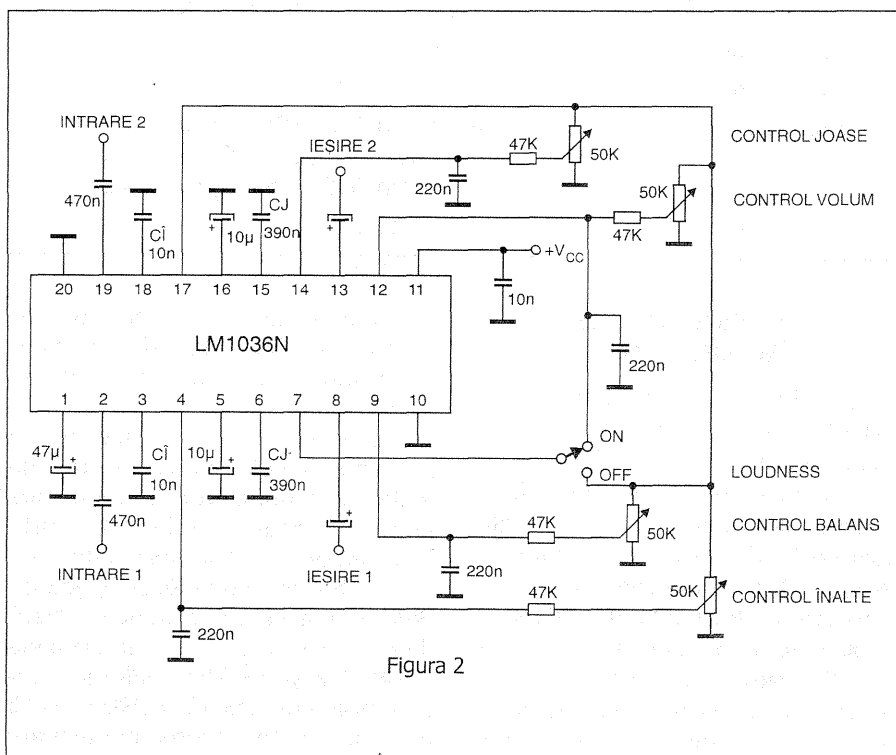 INTRARE 2
470n
CÎ
10n
10µ
+
CJ
390n
IEȘIRE 2
+
220n
47K
50K
CONTROL JOASE
50K
47K
CONTROL VOLUM
+VCC
10n
20 19 18 17 16 15 14 13 12 11
LM1036N
1 2 3 4 5 6 7 8 9 10
220n
47µ
+
CÎ
10n
10µ
+
CJ
390n
ON
OFF
LOUDNESS
470n
INTRARE 1
+
IEȘIRE 1
220n
47K
50K
CONTROL BALANS
47K
50K
CONTROL ÎNALTE
220n
Figura 2